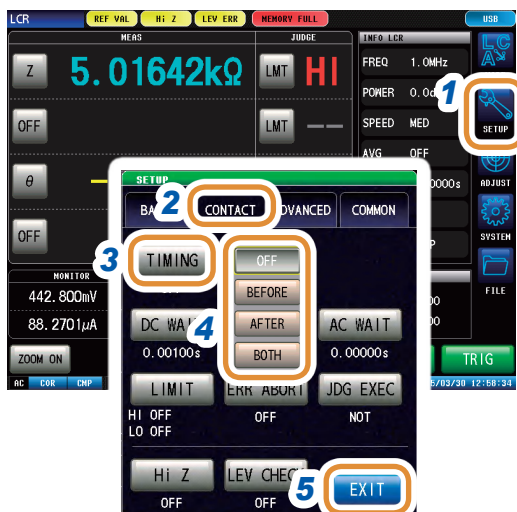 LCR REF VAL Hi Z LEV ERR MEMORY FULL USB
MEAS JUDGE INFO LCR
Z 5.01642kΩ LMT HI
FREQ 1.0MHz
POWER
1
OFF LMT --
SPEED MED
SETUP
AVG OFF
θ
ADJUST
OFF
SYSTEM
MONITOR
442.800mV
FILE
88.2701μA
ZOOM ON TRIG
AC COR CMP 12:58:34
SETUP
2 CONTACT COMMON
3 TIMING
OFF
BEFORE
4 AFTER
BOTH
AC WAIT
0.00100s 0.00000s
LIMIT ERR ABORT JDG EXEC
HI OFF OFF NOT
LO OFF
Hi Z LEV CHECK
5 EXIT
OFF OFF